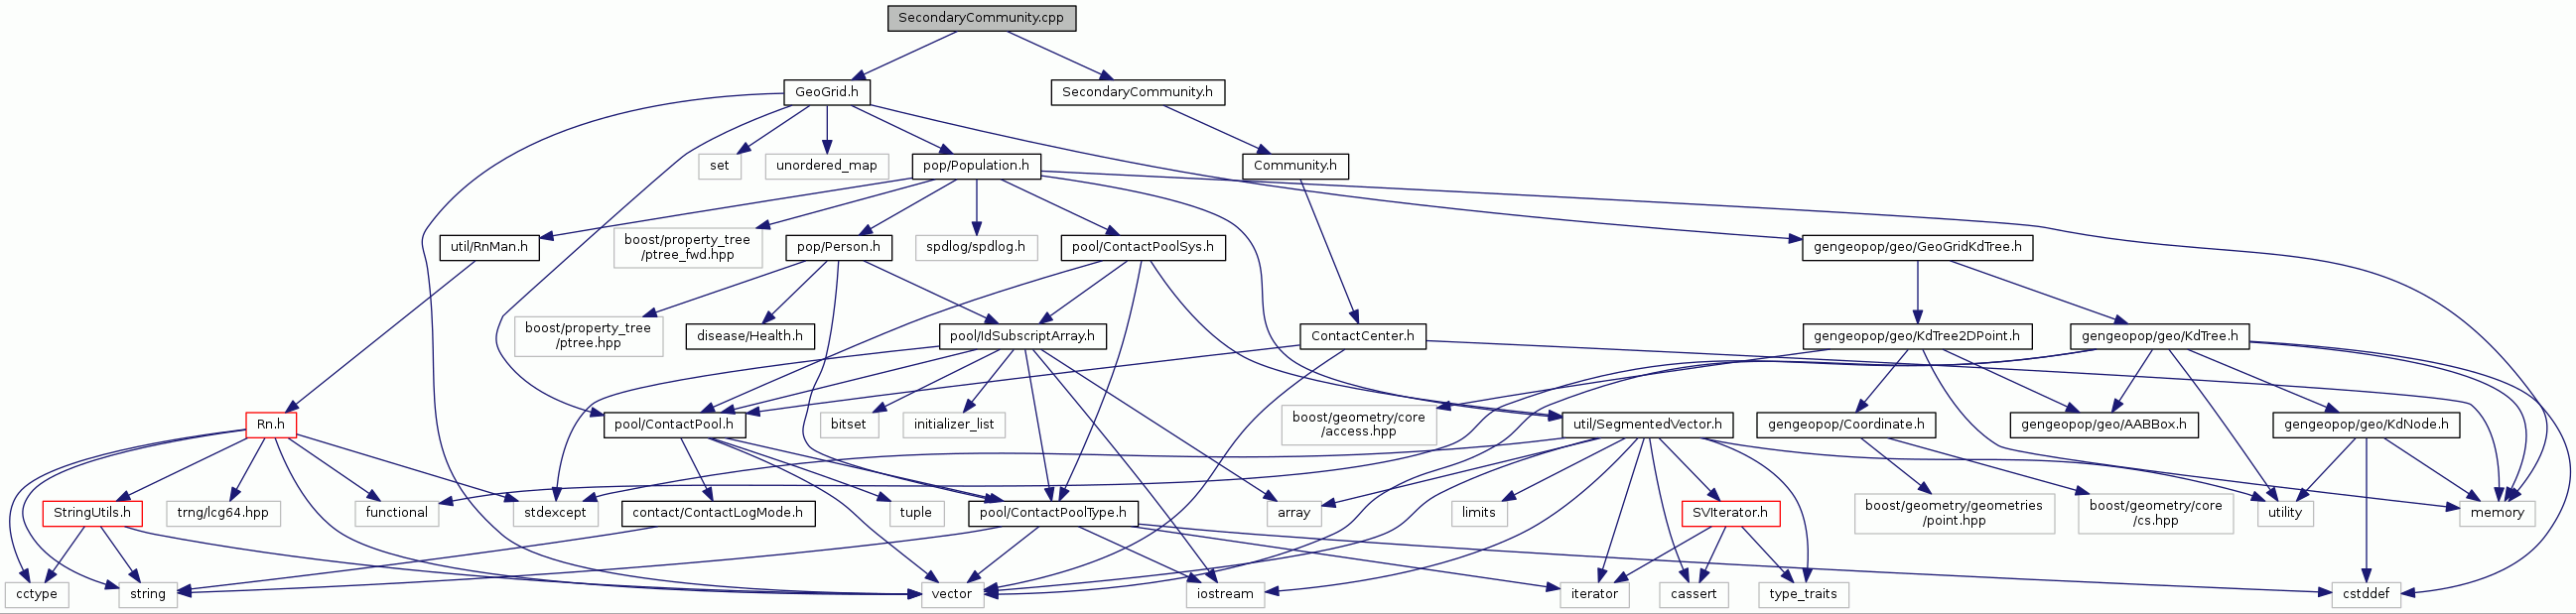 SecondaryCommunity.cpp
GeoGrid.h
SecondaryCommunity.h
set
unordered_map
pop/Population.h
Community.h
util/RnMan.h
boost/property_tree
/ptree_fwd.hpp
pop/Person.h
spdlog/spdlog.h
pool/ContactPoolSys.h
gengeopop/geo/GeoGridKdTree.h
boost/property_tree
/ptree.hpp
disease/Health.h
pool/IdSubscriptArray.h
ContactCenter.h
gengeopop/geo/KdTree2DPoint.h
gengeopop/geo/KdTree.h
Rn.h
pool/ContactPool.h
bitset
initializer_list
boost/geometry/core
/access.hpp
util/SegmentedVector.h
gengeopop/Coordinate.h
gengeopop/geo/AABBox.h
gengeopop/geo/KdNode.h
StringUtils.h
trng/lcg64.hpp
functional
stdexcept
contact/ContactLogMode.h
tuple
pool/ContactPoolType.h
array
limits
SVIterator.h
boost/geometry/geometries
/point.hpp
boost/geometry/core
/cs.hpp
utility
memory
cctype
string
vector
iostream
iterator
cassert
type_traits
cstddef